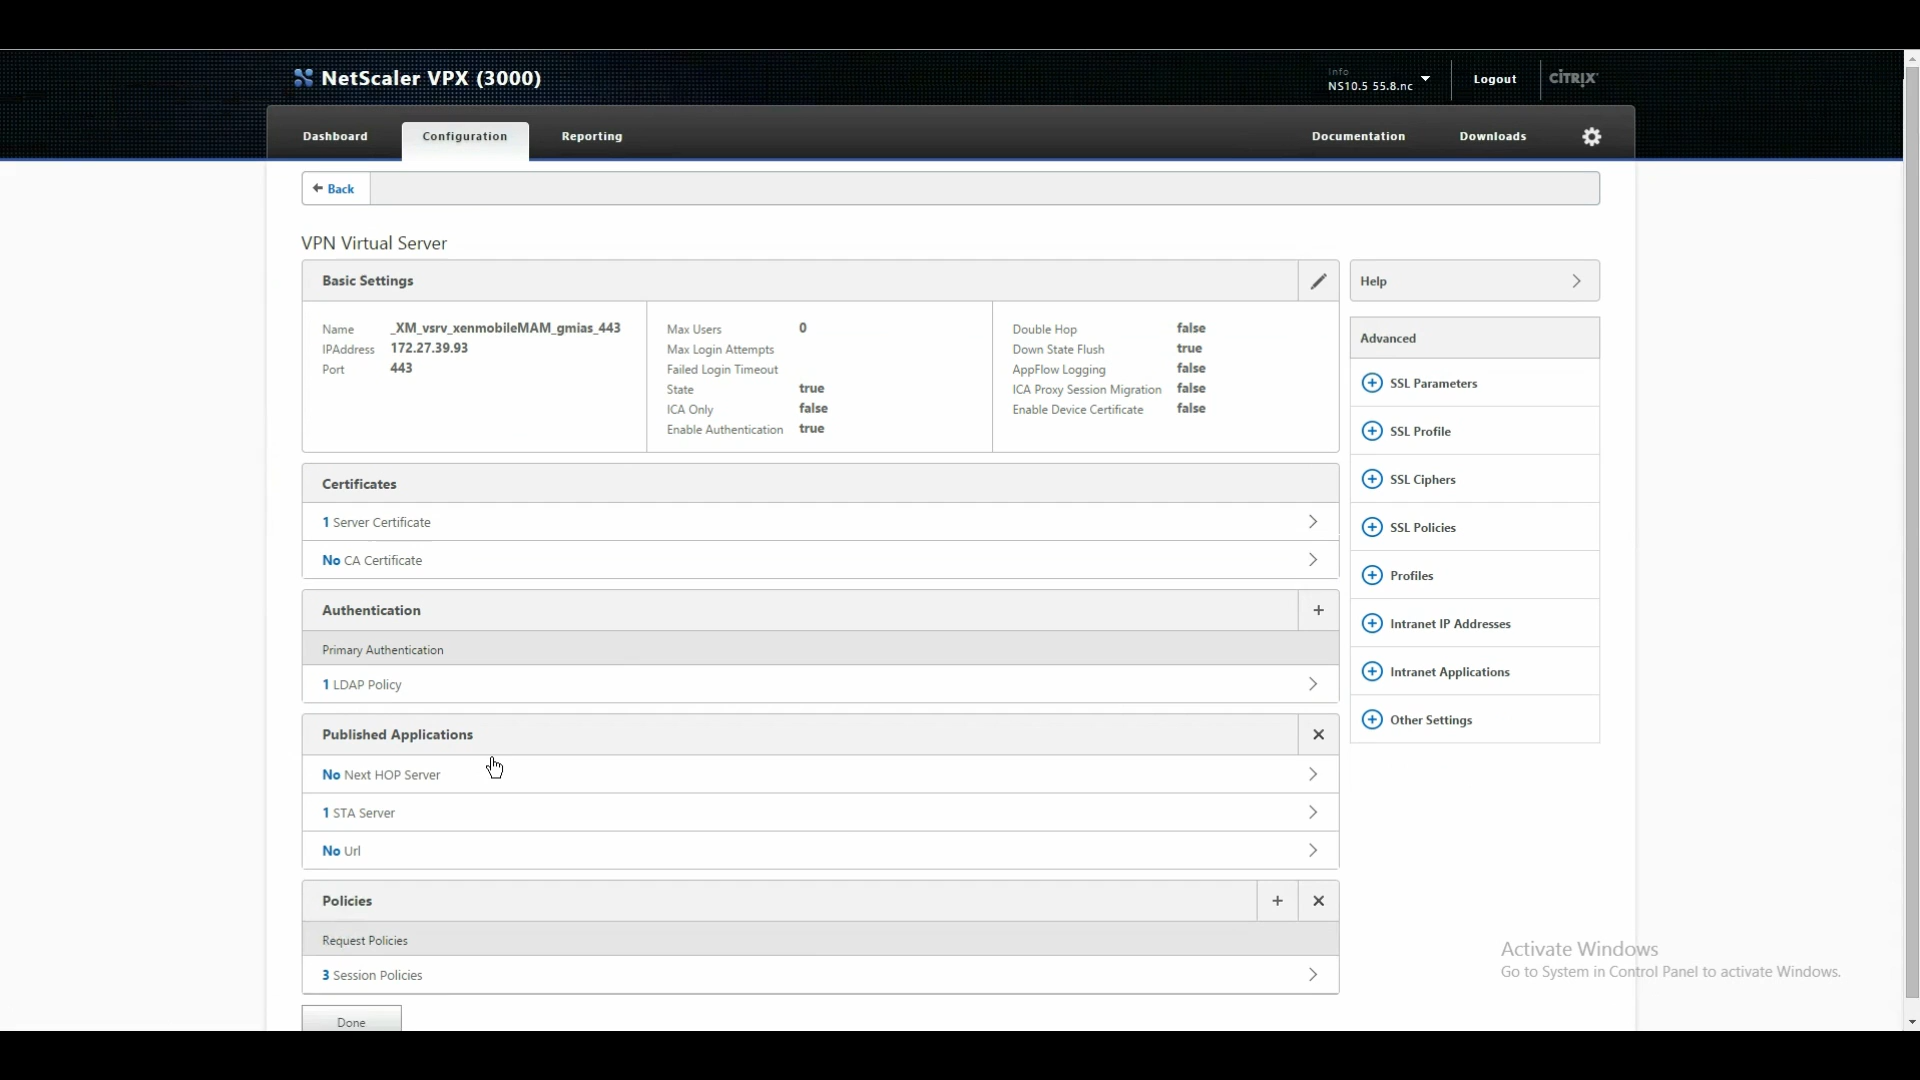 NetScaler VPX (3000)
Info
NS10.5 55.8.nc
Logout
CITRIX
Dashboard
Configuration
Reporting
Documentation
Downloads
Back
VPN Virtual Server
Basic Settings
Name _XM_vsrv_xenmobileMAM_gmias_443
IPAddress 172.27.39.93
Port 443
Max Users 0
Max Login Attempts
Failed Login Timeout
State true
ICA Only false
Enable Authentication true
Double Hop false
Down State Flush true
AppFlow Logging false
ICA Proxy Session Migration false
Enable Device Certificate false
Certificates
1 Server Certificate
No CA Certificate
Authentication
Primary Authentication
1 LDAP Policy
Published Applications
No Next HOP Server
1 STA Server
No Url
Policies
Request Policies
3 Session Policies
Done
Help
Advanced
SSL Parameters
SSL Profile
SSL Ciphers
SSL Policies
Profiles
Intranet IP Addresses
Intranet Applications
Other Settings
Activate Windows
Go to System in Control Panel to activate Windows.